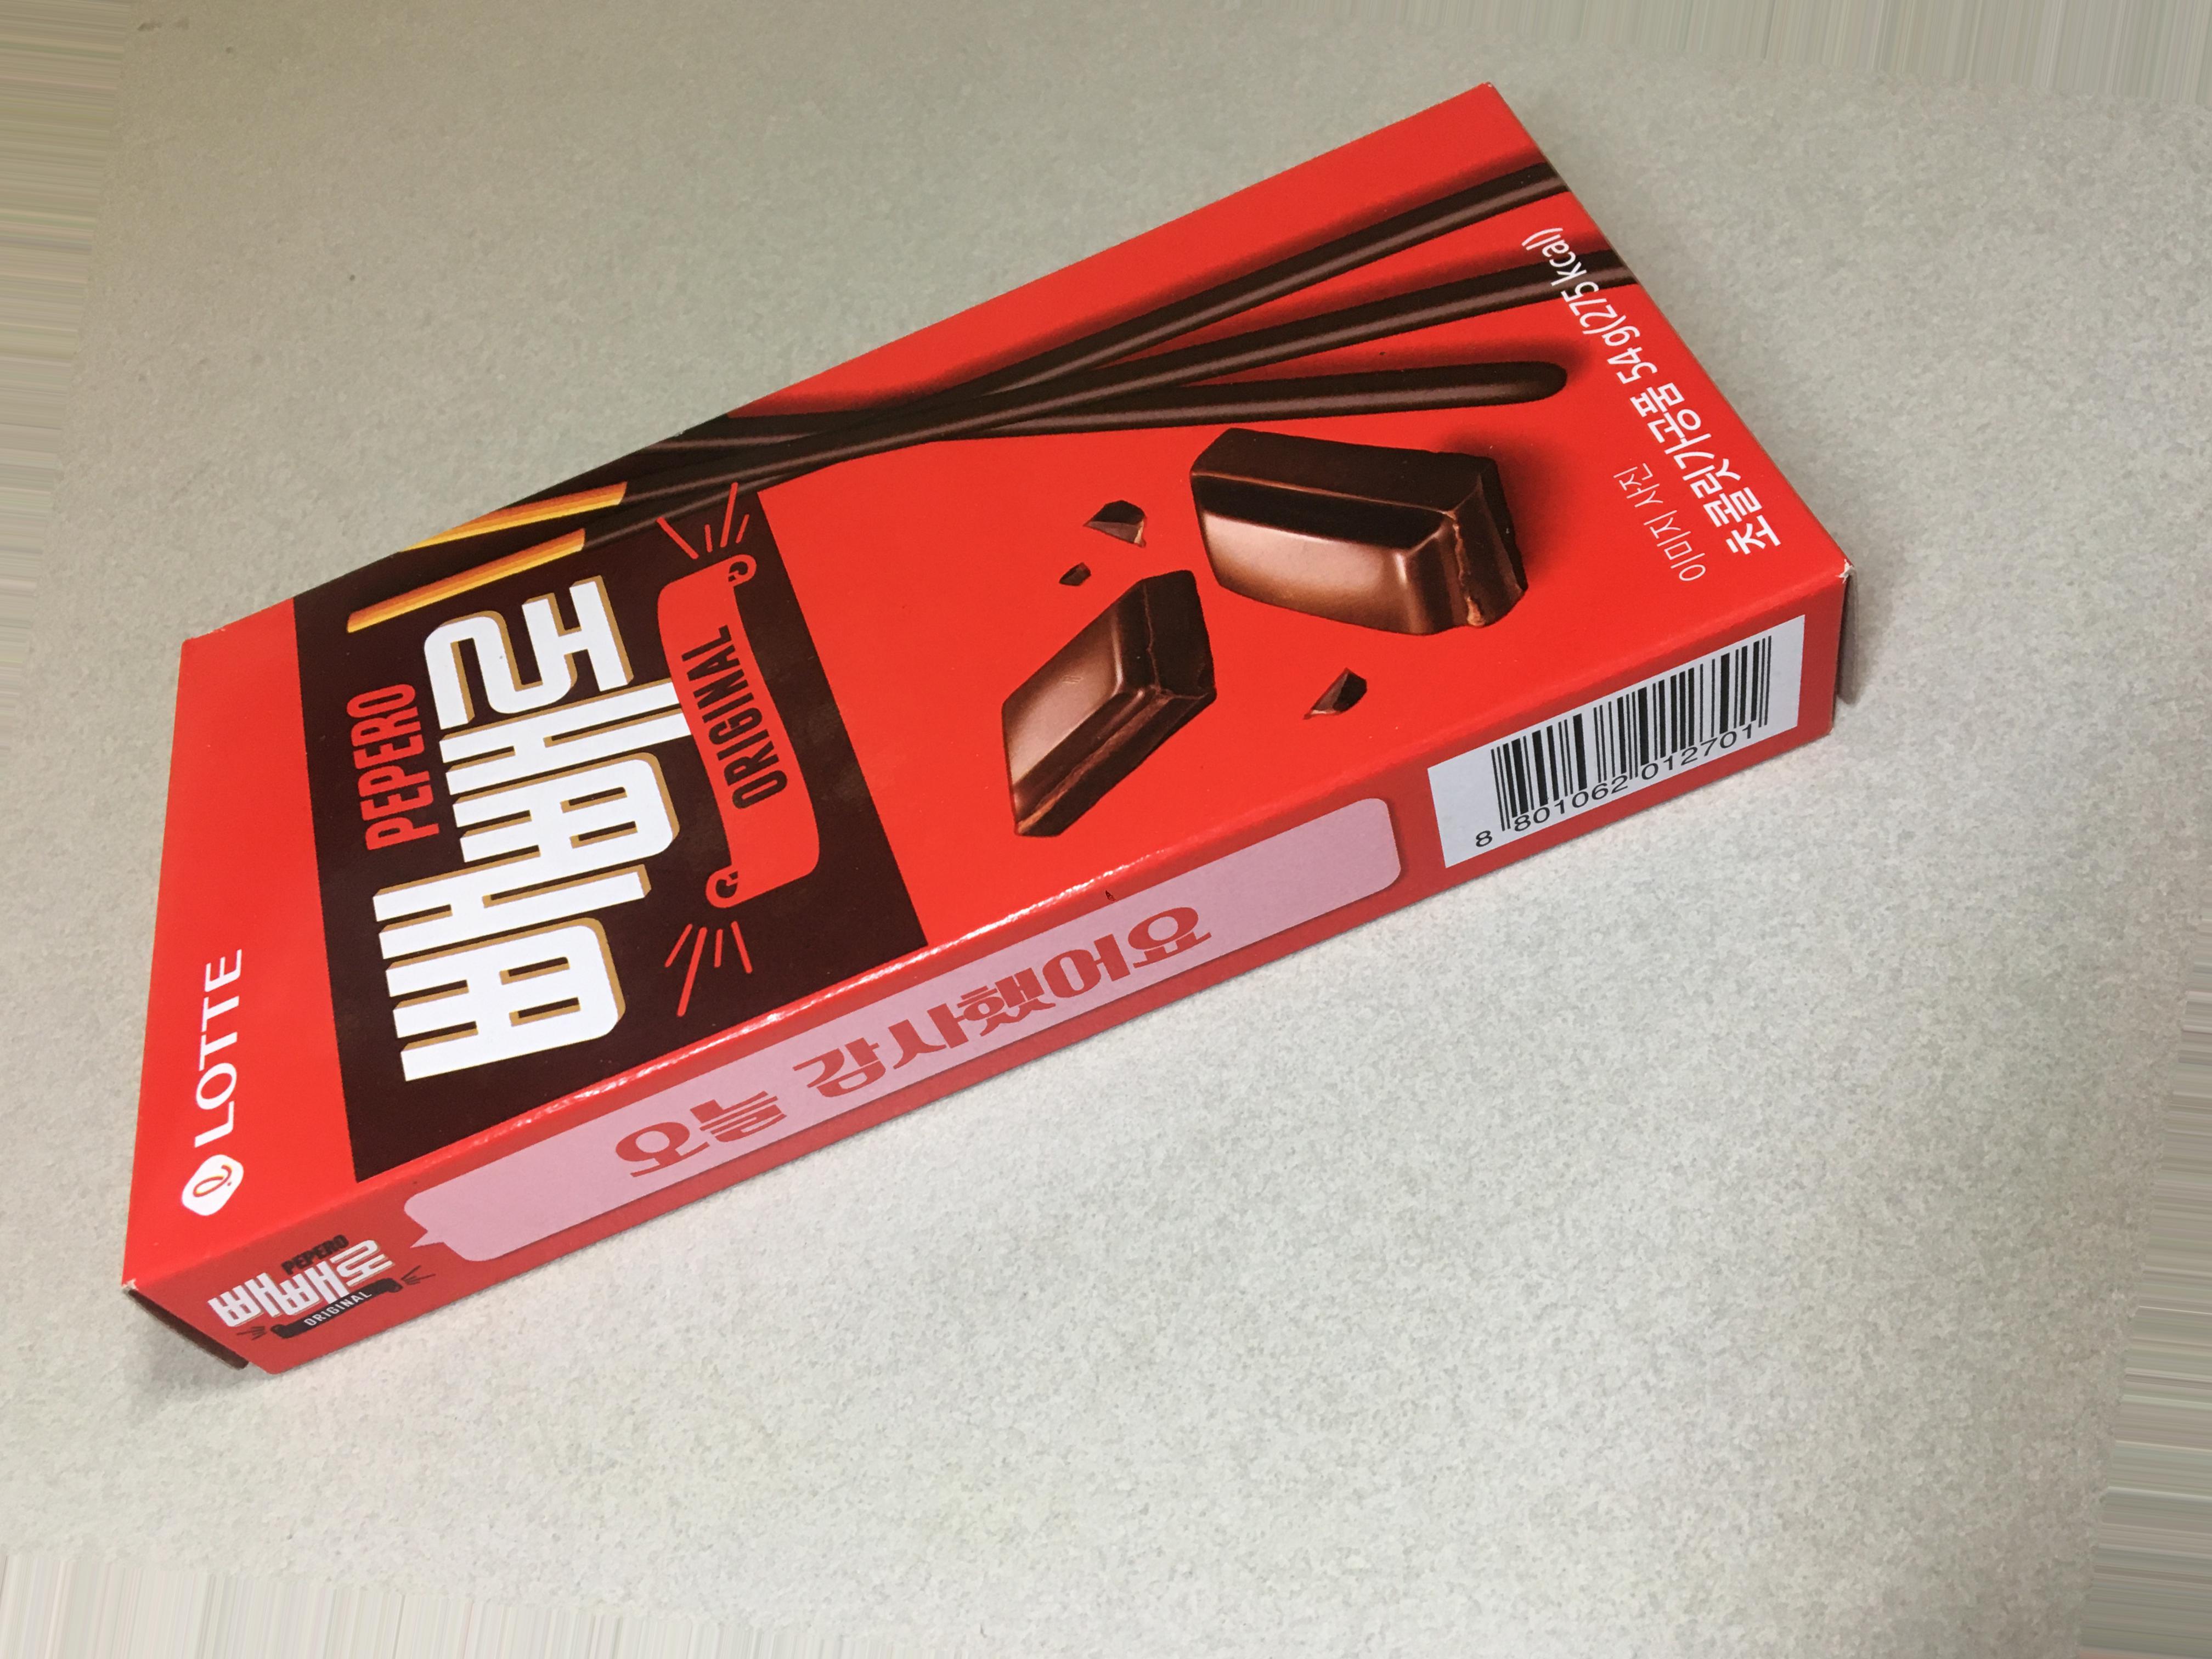 LOTTE
PEPERO
빼빼로
ORIGINAL
이미지 사진
초콜릿가공품 54g(275 kcal)
PEPERO
빼빼로
ORIGINAL
오늘 감사했어요
8 801062 012701